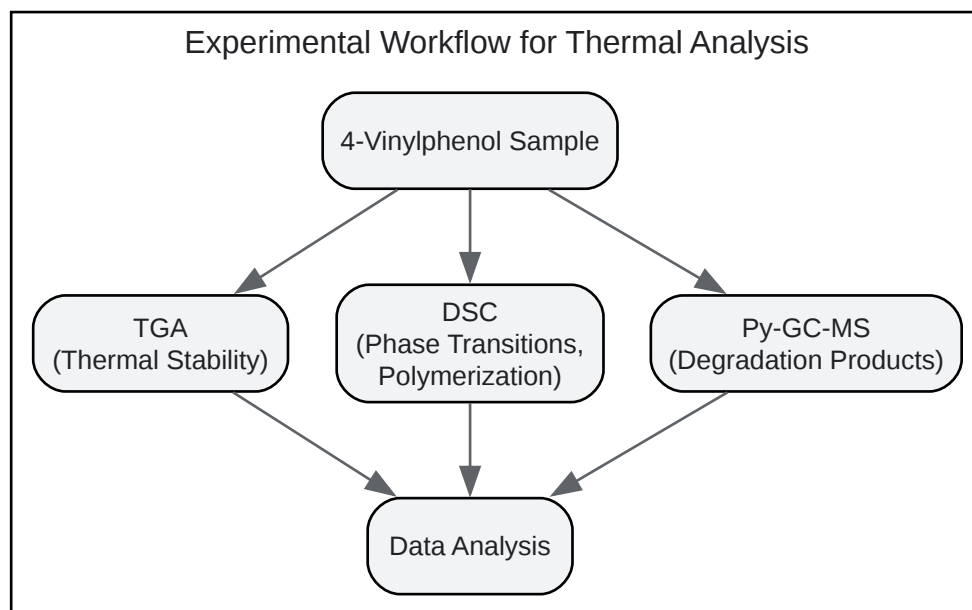 Experimental Workflow for Thermal Analysis
4-Vinylphenol Sample
TGA
(Thermal Stability)
DSC
(Phase Transitions,
Polymerization)
Py-GC-MS
(Degradation Products)
Data Analysis